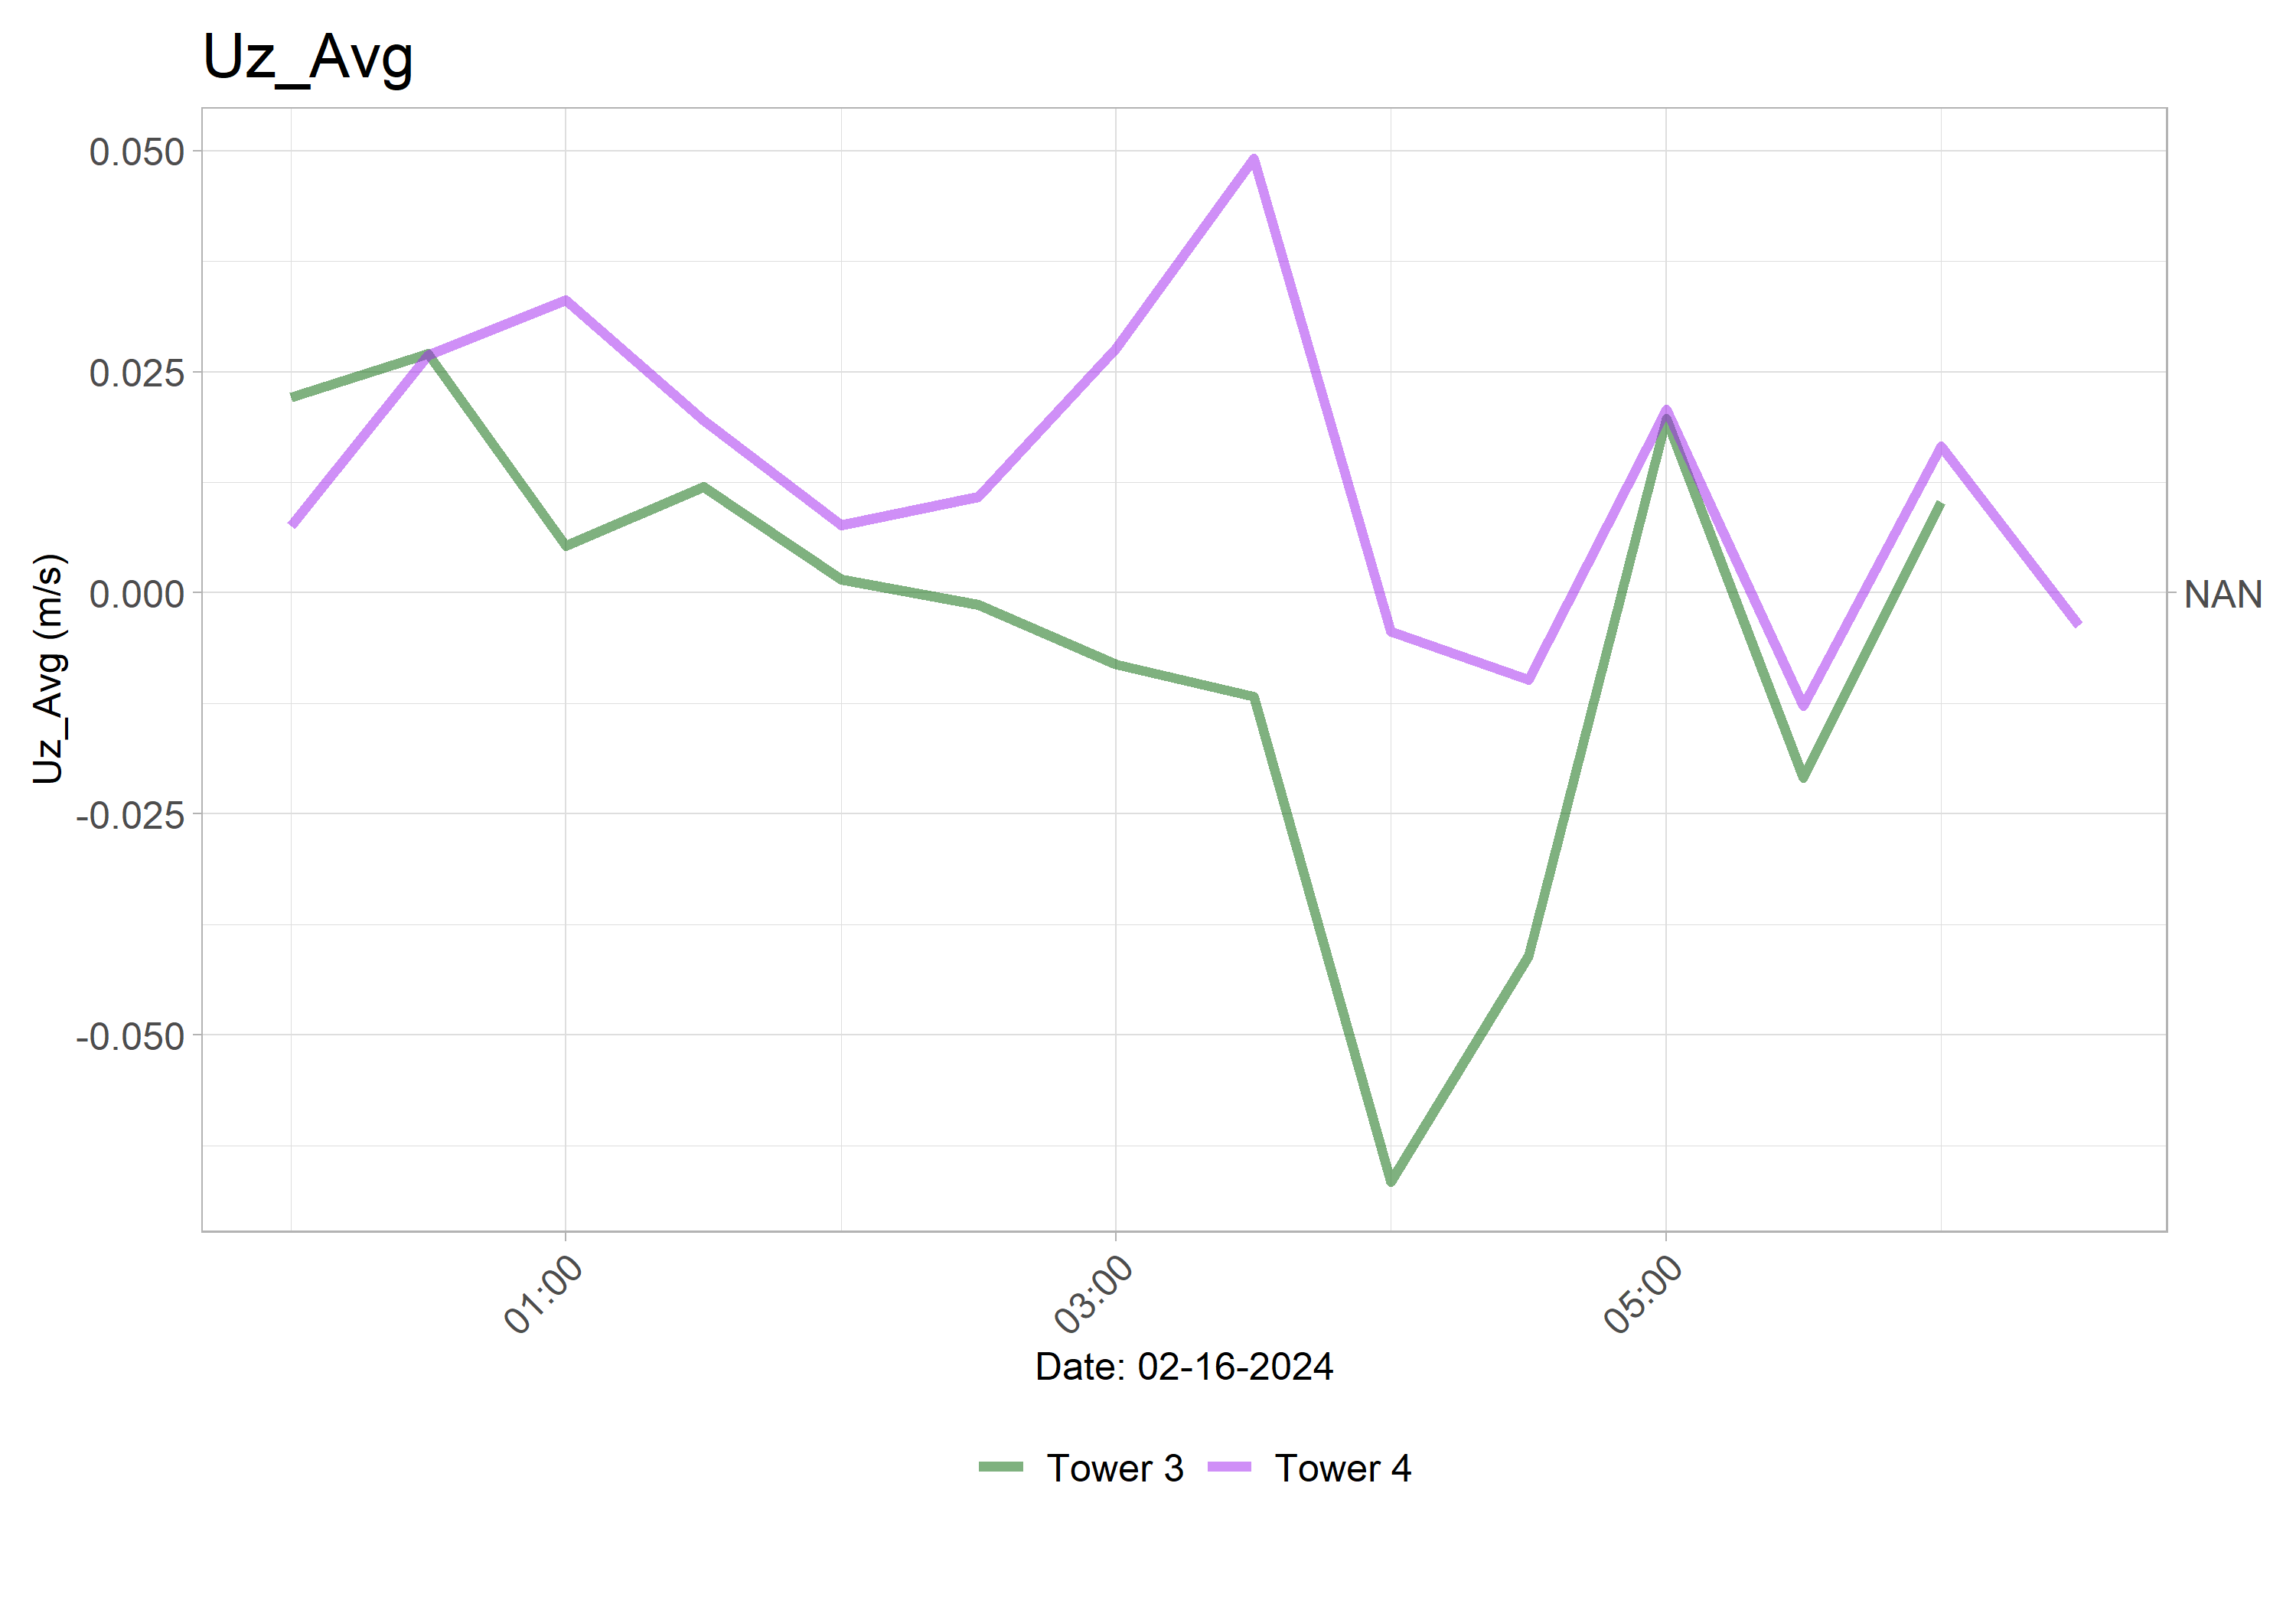 Uz_Avg
Uz_Avg (m/s)
0.050
0.025
0.000
-0.025
-0.050
NAN
01:00
03:00
05:00
Date: 02-16-2024
Tower 3
Tower 4